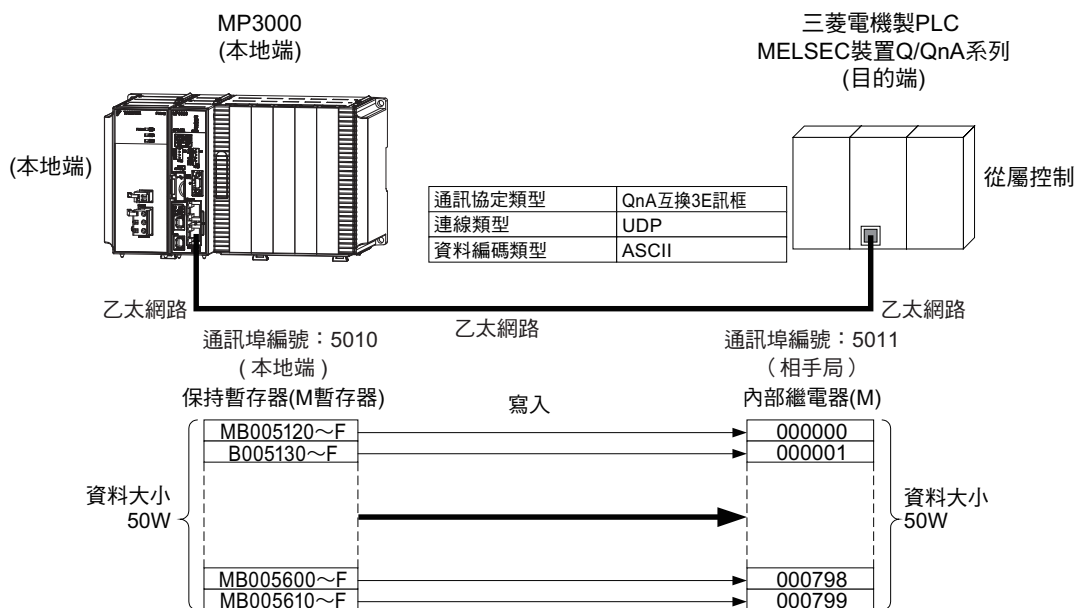 MP3000
(本地端)
三菱電機製PLC
MELSEC裝置Q/QnA系列
(目的端)
(本地端)
從屬控制
通訊協定類型 QnA互換3E訊框
連線類型 UDP
資料編碼類型 ASCII
乙太網路
乙太網路
乙太網路
通訊埠編號：5010
(本地端)
通訊埠編號：5011
（相手局）
保持暫存器(M暫存器)
寫入
內部繼電器(M)
MB005120～F 000000
B005130～F 000001
資料大小
50W
資料大小
50W
MB005600～F 000798
MB005610～F 000799